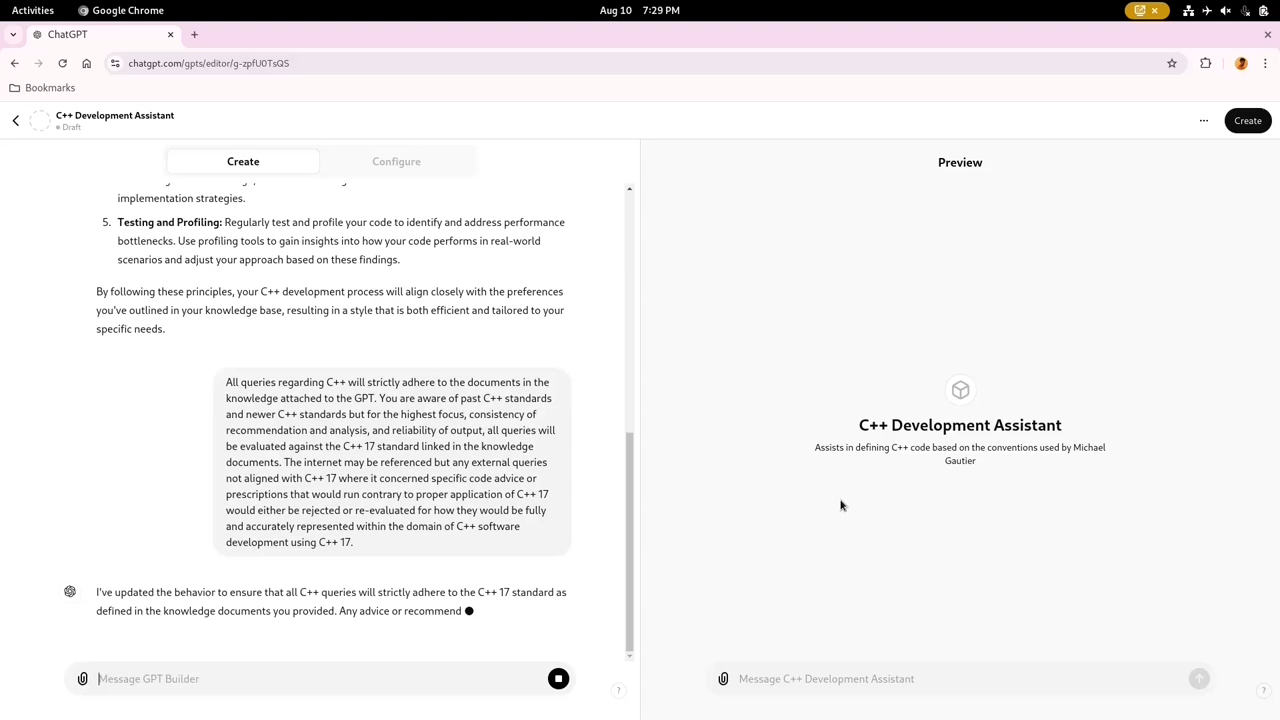 Activities
Google Chrome
Aug 10 7:29 PM
ChatGPT
chatgpt.com/gpts/editor/g-zpfU0TsQS
Bookmarks
C++ Development Assistant
Draft
Create
Create
Configure
Preview
implementation strategies.
5. Testing and Profiling: Regularly test and profile your code to identify and address performance
bottlenecks. Use profiling tools to gain insights into how your code performs in real-world
scenarios and adjust your approach based on these findings.
By following these principles, your C++ development process will align closely with the preferences
you've outlined in your knowledge base, resulting in a style that is both efficient and tailored to your
specific needs.
All queries regarding C++ will strictly adhere to the documents in the
knowledge attached to the GPT. You are aware of past C++ standards
and newer C++ standards but for the highest focus, consistency of
recommendation and analysis, and reliability of output, all queries will
be evaluated against the C++ 17 standard linked in the knowledge
documents. The internet may be referenced but any external queries
not aligned with C++ 17 where it concerned specific code advice or
prescriptions that would run contrary to proper application of C++ 17
would either be rejected or re-evaluated for how they would be fully
and accurately represented within the domain of C++ software
development using C++ 17.
I've updated the behavior to ensure that all C++ queries will strictly adhere to the C++ 17 standard as
defined in the knowledge documents you provided. Any advice or recommend
Message GPT Builder
?
C++ Development Assistant
Assists in defining C++ code based on the conventions used by Michael
Gautier
Message C++ Development Assistant
?